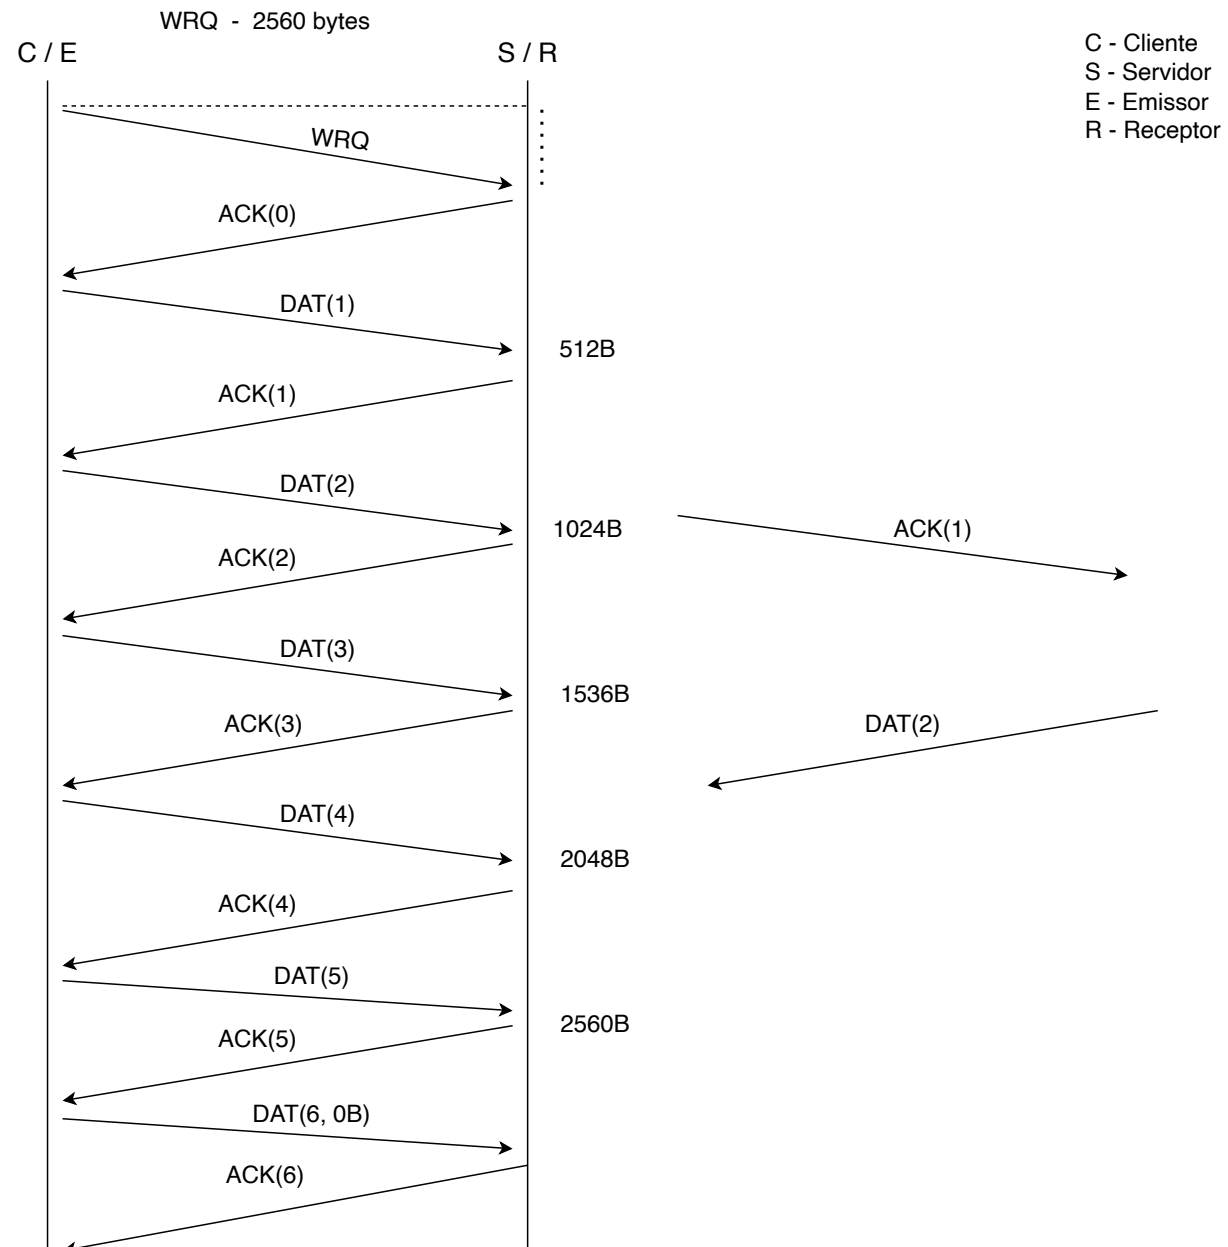 WRQ - 2560 bytes
C / E
S / R
C - Cliente
S - Servidor
E - Emissor
R - Receptor
WRQ
ACK(0)
DAT(1)
512B
ACK(1)
DAT(2)
1024B
ACK(1)
ACK(2)
DAT(3)
1536B
ACK(3)
DAT(2)
DAT(4)
2048B
ACK(4)
DAT(5)
2560B
ACK(5)
DAT(6, 0B)
ACK(6)